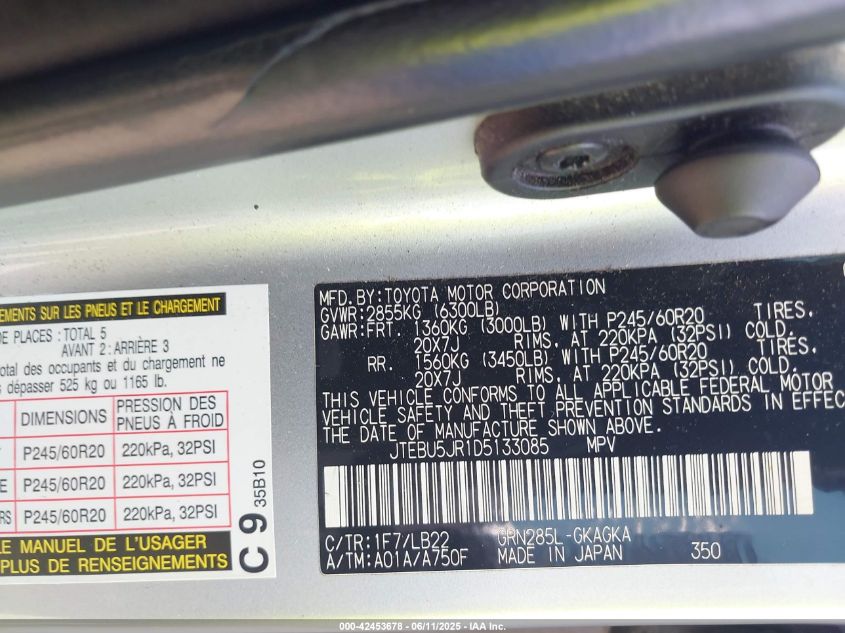 EMENTS SUR LES PNEUS ET LE CHARGEMENT
DE PLACES : TOTAL 5
AVANT 2 : ARRIÈRE 3
total des occupants et du chargement ne
s dépasser 525 kg ou 1165 lb.
DIMENSIONS PRESSION DES PNEUS À FROID
P245/60R20 220kPa, 32PSI
E P245/60R20 220kPa, 32PSI
RS P245/60R20 220kPa, 32PSI
LE MANUEL DE L'USAGER
PLUS DE RENSEIGNEMENTS
C 9 35B10
MFD. BY: TOYOTA MOTOR CORPORATION
GVWR: 2855KG (6300LB)
GAWR: FRT. 1360KG (3000LB) WITH P245/60R20 TIRES.
20X7J RIMS. AT 220KPA (32PSI) COLD.
RR. 1560KG (3450LB) WITH P245/60R20 TIRES.
20X7J RIMS. AT 220KPA (32PSI) COLD.
THIS VEHICLE CONFORMS TO ALL APPLICABLE FEDERAL MOTOR
VEHICLE SAFETY AND THEFT PREVENTION STANDARDS IN EFFEC
THE DATE OF MANUFACTURE SHOWN ABOVE.
JTEBU5JR1D5133085 MPV
C/TR: 1F7/LB22 GRN285L-GKAGKA
A/TM: A01A/A750F MADE IN JAPAN 350
000-42453678 - 06/11/2025 - IAA Inc.